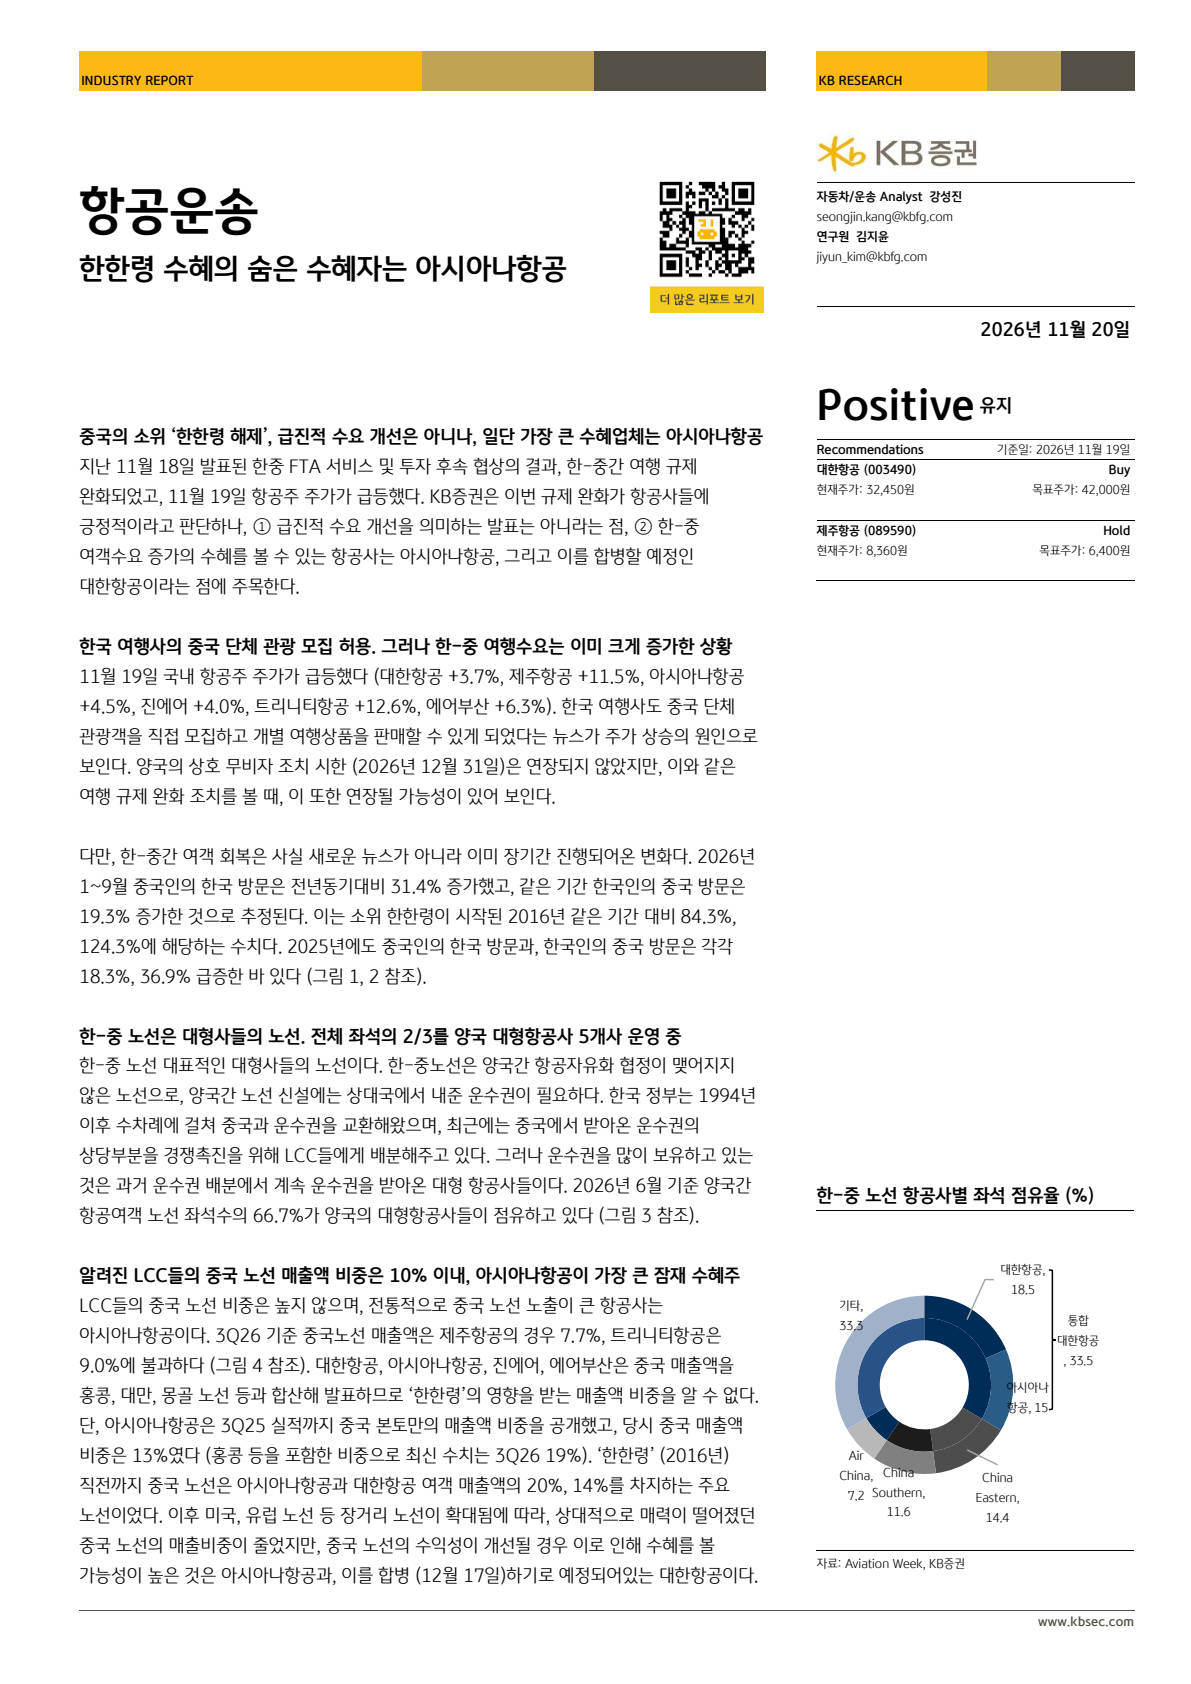 INDUSTRY REPORT
KB RESEARCH
항공운송
한한령 수혜의 숨은 수혜자는 아시아나항공
더 많은 리포트 보기
KB증권
자동차/운송 Analyst 강성진
seongjin.kang@kbfg.com
연구원 김지윤
jiyun_kim@kbfg.com
2026년 11월 20일
Positive 유지
Recommendations 기준일: 2026년 11월 19일
대한항공 (003490) Buy
현재주가: 32,450원 목표주가: 42,000원
제주항공 (089590) Hold
현재주가: 8,360원 목표주가: 6,400원
중국의 소위 ‘한한령 해제’, 급진적 수요 개선은 아니나, 일단 가장 큰 수혜업체는 아시아나항공
지난 11월 18일 발표된 한중 FTA 서비스 및 투자 후속 협상의 결과, 한-중간 여행 규제
완화되었고, 11월 19일 항공주 주가가 급등했다. KB증권은 이번 규제 완화가 항공사들에
긍정적이라고 판단하나, ① 급진적 수요 개선을 의미하는 발표는 아니라는 점, ② 한-중
여객수요 증가의 수혜를 볼 수 있는 항공사는 아시아나항공, 그리고 이를 합병할 예정인
대한항공이라는 점에 주목한다.
한국 여행사의 중국 단체 관광 모집 허용. 그러나 한-중 여행수요는 이미 크게 증가한 상황
11월 19일 국내 항공주 주가가 급등했다 (대한항공 +3.7%, 제주항공 +11.5%, 아시아나항공
+4.5%, 진에어 +4.0%, 트리니티항공 +12.6%, 에어부산 +6.3%). 한국 여행사도 중국 단체
관광객을 직접 모집하고 개별 여행상품을 판매할 수 있게 되었다는 뉴스가 주가 상승의 원인으로
보인다. 양국의 상호 무비자 조치 시한 (2026년 12월 31일)은 연장되지 않았지만, 이와 같은
여행 규제 완화 조치를 볼 때, 이 또한 연장될 가능성이 있어 보인다.
다만, 한-중간 여객 회복은 사실 새로운 뉴스가 아니라 이미 장기간 진행되어온 변화다. 2026년
1~9월 중국인의 한국 방문은 전년동기대비 31.4% 증가했고, 같은 기간 한국인의 중국 방문은
19.3% 증가한 것으로 추정된다. 이는 소위 한한령이 시작된 2016년 같은 기간 대비 84.3%,
124.3%에 해당하는 수치다. 2025년에도 중국인의 한국 방문과, 한국인의 중국 방문은 각각
18.3%, 36.9% 급증한 바 있다 (그림 1, 2 참조).
한-중 노선은 대형사들의 노선. 전체 좌석의 2/3를 양국 대형항공사 5개사 운영 중
한-중 노선 대표적인 대형사들의 노선이다. 한-중노선은 양국간 항공자유화 협정이 맺어지지
않은 노선으로, 양국간 노선 신설에는 상대국에서 내준 운수권이 필요하다. 한국 정부는 1994년
이후 수차례에 걸쳐 중국과 운수권을 교환해왔으며, 최근에는 중국에서 받아온 운수권의
상당부분을 경쟁촉진을 위해 LCC들에게 배분해주고 있다. 그러나 운수권을 많이 보유하고 있는
것은 과거 운수권 배분에서 계속 운수권을 받아온 대형 항공사들이다. 2026년 6월 기준 양국간
항공여객 노선 좌석수의 66.7%가 양국의 대형항공사들이 점유하고 있다 (그림 3 참조).
알려진 LCC들의 중국 노선 매출액 비중은 10% 이내, 아시아나항공이 가장 큰 잠재 수혜주
LCC들의 중국 노선 비중은 높지 않으며, 전통적으로 중국 노선 노출이 큰 항공사는
아시아나항공이다. 3Q26 기준 중국노선 매출액은 제주항공의 경우 7.7%, 트리니티항공은
9.0%에 불과하다 (그림 4 참조). 대한항공, 아시아나항공, 진에어, 에어부산은 중국 매출액을
홍콩, 대만, 몽골 노선 등과 합산해 발표하므로 ‘한한령’의 영향을 받는 매출액 비중을 알 수 없다.
단, 아시아나항공은 3Q25 실적까지 중국 본토만의 매출액 비중을 공개했고, 당시 중국 매출액
비중은 13%였다 (홍콩 등을 포함한 비중으로 최신 수치는 3Q26 19%). ‘한한령’ (2016년)
직전까지 중국 노선은 아시아나항공과 대한항공 여객 매출액의 20%, 14%를 차지하는 주요
노선이었다. 이후 미국, 유럽 노선 등 장거리 노선이 확대됨에 따라, 상대적으로 매력이 떨어졌던
중국 노선의 매출비중이 줄었지만, 중국 노선의 수익성이 개선될 경우 이로 인해 수혜를 볼
가능성이 높은 것은 아시아나항공과, 이를 합병 (12월 17일)하기로 예정되어있는 대한항공이다.
한-중 노선 항공사별 좌석 점유율 (%)
대한항공,
18.5
기타,
33.3
통합
대한항공
, 33.5
아시아나
항공, 15
Air
China,
7.2
China
Southern,
11.6
China
Eastern,
14.4
자료: Aviation Week, KB증권
www.kbsec.com